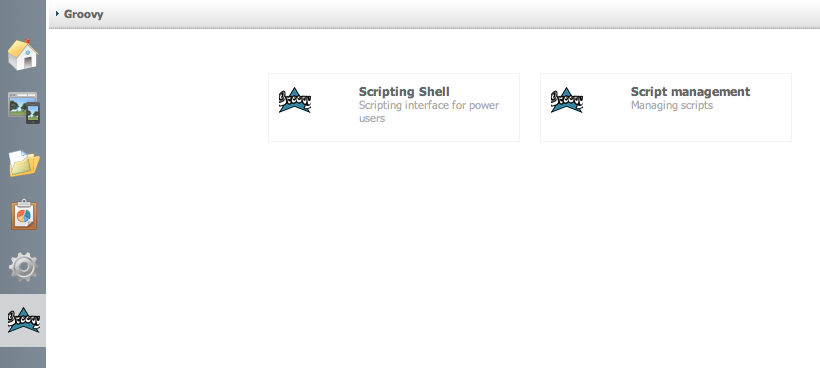 Groovy
Groovy
Scripting Shell
Scripting interface for power
users
Groovy
Script management
Managing scripts
Groovy